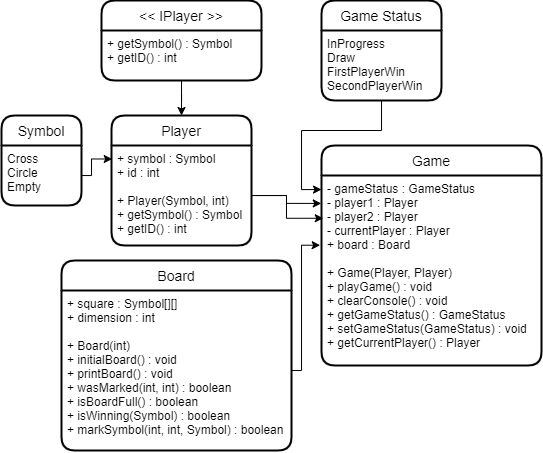 << IPlayer >>
+ getSymbol() : Symbol
+ getID() : int
Game Status
InProgress
Draw
FirstPlayerWin
SecondPlayerWin
Symbol
Cross
Circle
Empty
Player
+ symbol : Symbol
+ id : int
+ Player(Symbol, int)
+ getSymbol() : Symbol
+ getID() : int
Game
- gameStatus : GameStatus
- player1 : Player
- player2 : Player
- currentPlayer : Player
+ board : Board
+ Game(Player, Player)
+ playGame() : void
+ clearConsole() : void
+ getGameStatus() : GameStatus
+ setGameStatus(GameStatus) : void
+ getCurrentPlayer() : Player
Board
+ square : Symbol[][]
+ dimension : int
+ Board(int)
+ initialBoard() : void
+ printBoard() : void
+ wasMarked(int, int) : boolean
+ isBoardFull() : boolean
+ isWinning(Symbol) : boolean
+ markSymbol(int, int, Symbol) : boolean